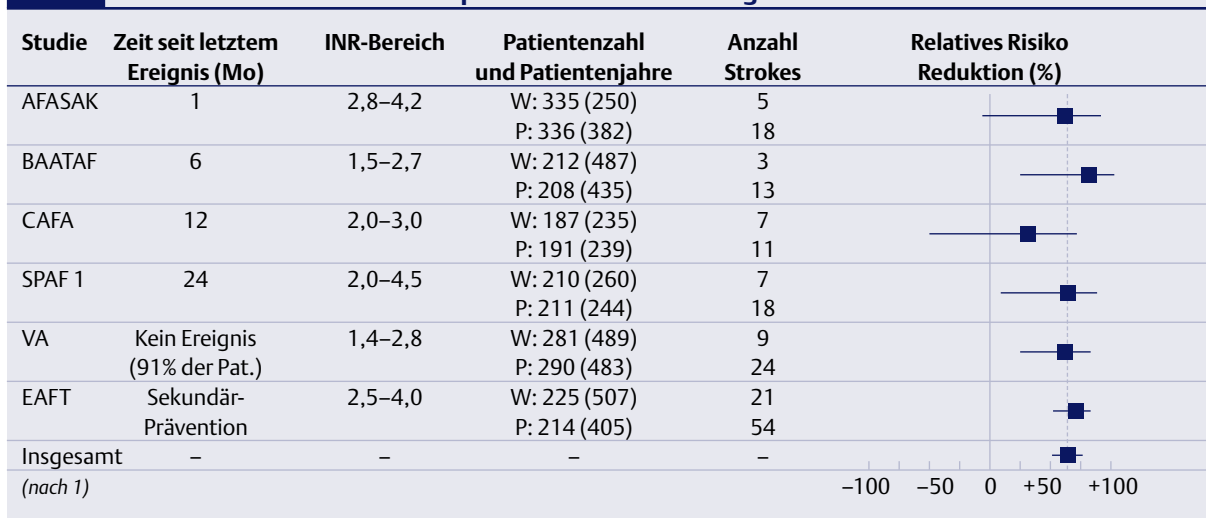 Studie Zeit seit letztem INR-Bereich Patientenzahl Anzahl Relatives Risiko
Ereignis (Mo) und Patientenjahre Strokes Reduktion (%)
AFASAK 1 2,8–4,2 W: 335 (250) 5
P: 336 (382) 18
BAATAF 6 1,5–2,7 W: 212 (487) 3
P: 208 (435) 13
CAFA 12 2,0–3,0 W: 187 (235) 7
P: 191 (239) 11
SPAF 1 24 2,0–4,5 W: 210 (260) 7
P: 211 (244) 18
VA Kein Ereignis 1,4–2,8 W: 281 (489) 9
(91% der Pat.) P: 290 (483) 24
EAFT Sekundär- 2,5–4,0 W: 225 (507) 21
Prävention P: 214 (405) 54
Insgesamt – – – –
(nach 1) –100 –50 0 +50 +100